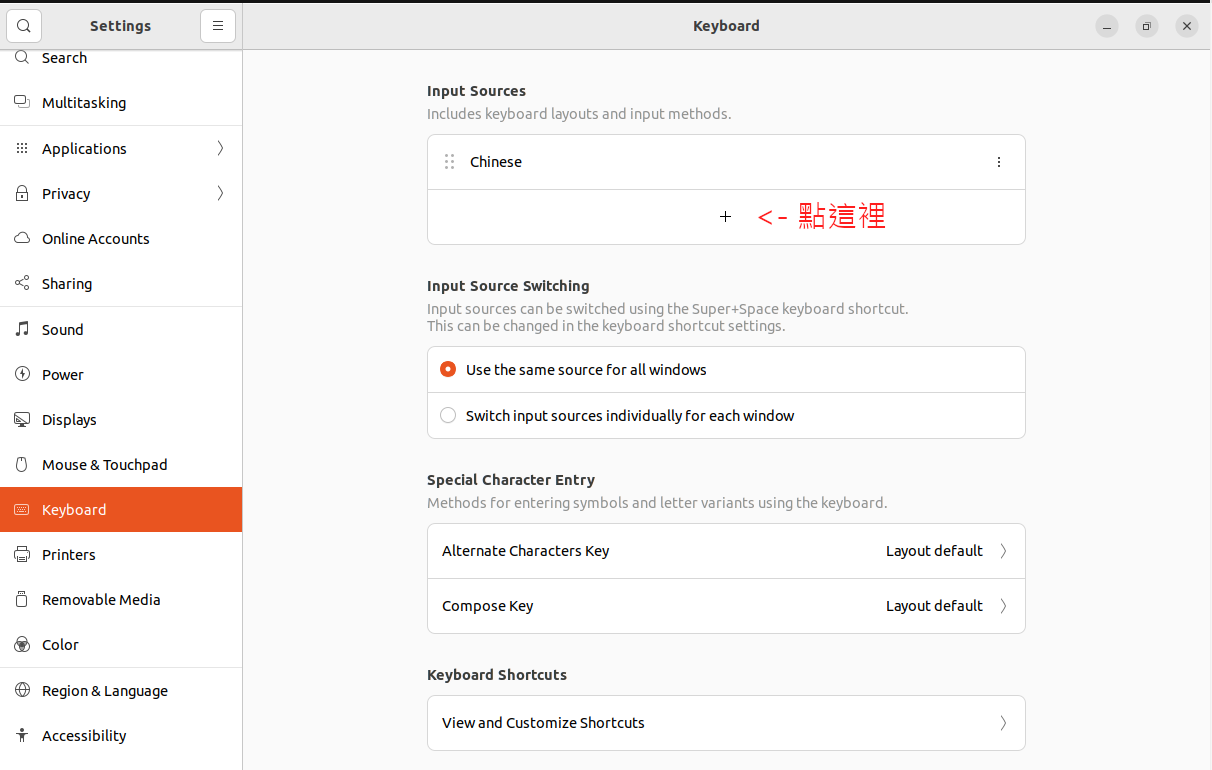 Settings
Keyboard
Search
Multitasking
Applications
Privacy
Online Accounts
Sharing
Sound
Power
Displays
Mouse & Touchpad
Keyboard
Printers
Removable Media
Color
Region & Language
Accessibility
Input Sources
Includes keyboard layouts and input methods.
Chinese
+ <- 點這裡
Input Source Switching
Input sources can be switched using the Super+Space keyboard shortcut.
This can be changed in the keyboard shortcut settings.
Use the same source for all windows
Switch input sources individually for each window
Special Character Entry
Methods for entering symbols and letter variants using the keyboard.
Alternate Characters Key Layout default
Compose Key Layout default
Keyboard Shortcuts
View and Customize Shortcuts